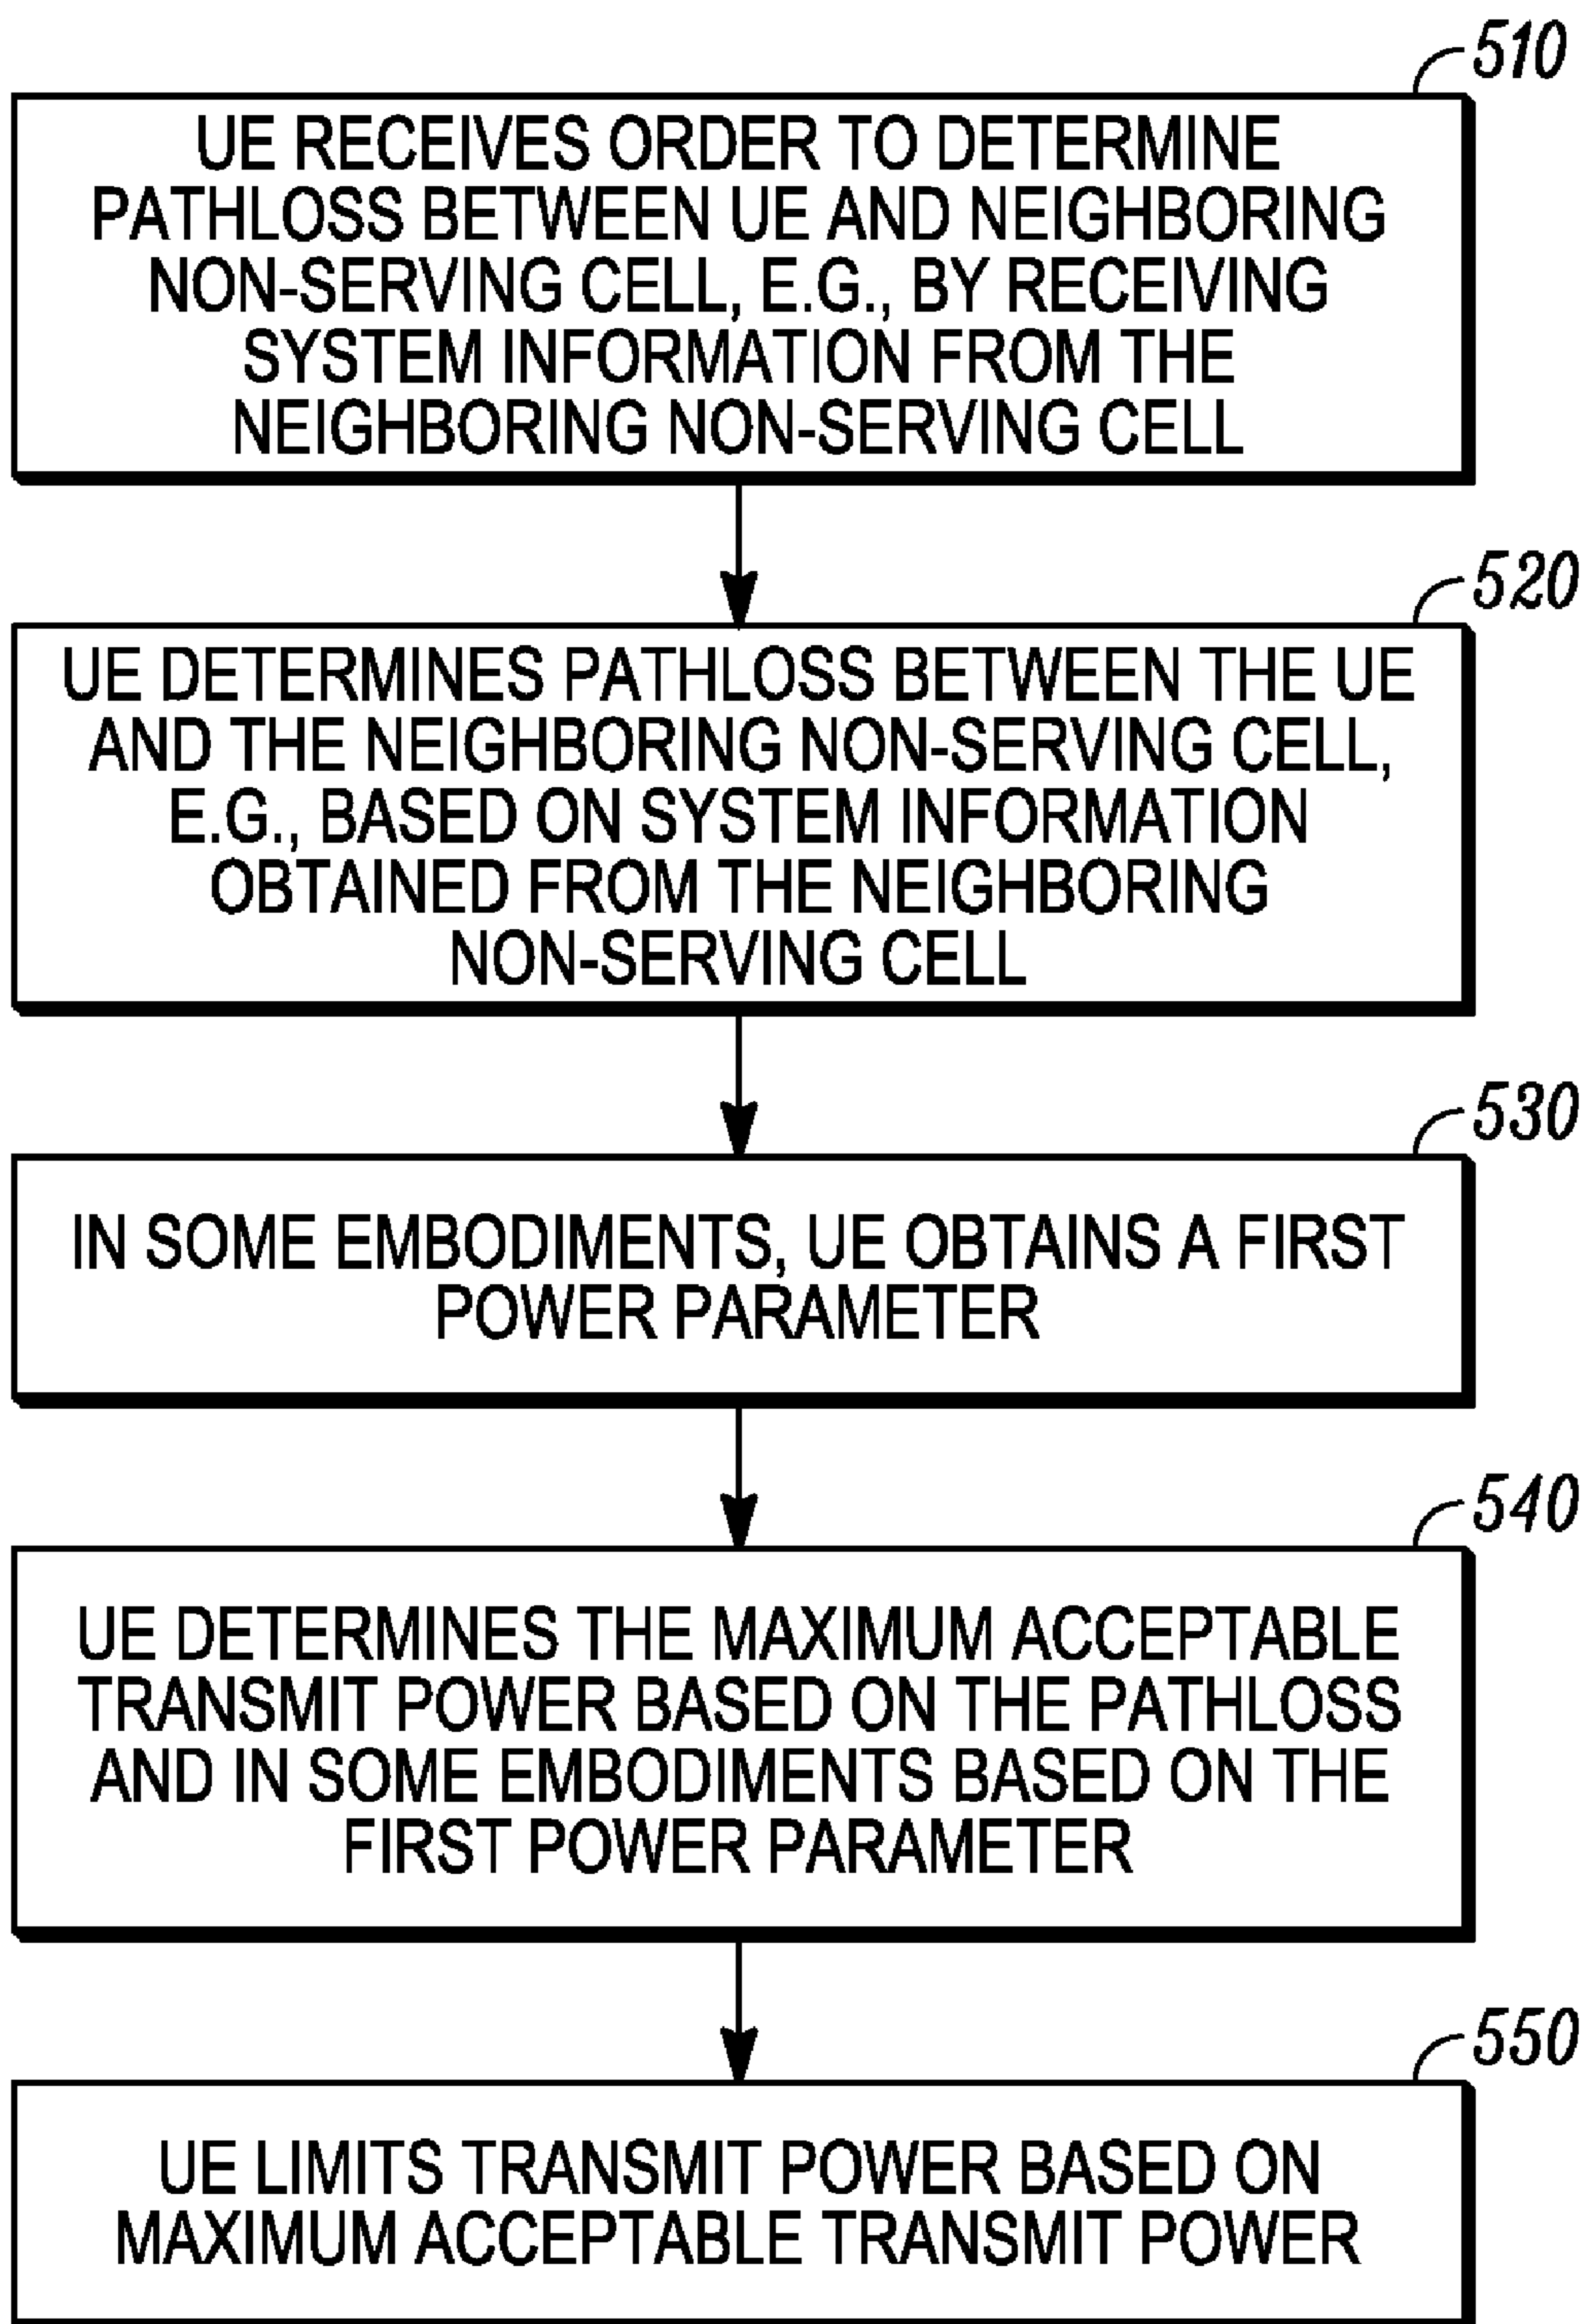 510
UE RECEIVES ORDER TO DETERMINE
PATHLOSS BETWEEN UE AND NEIGHBORING
NON-SERVING CELL, E.G., BY RECEIVING
SYSTEM INFORMATION FROM THE
NEIGHBORING NON-SERVING CELL
520
UE DETERMINES PATHLOSS BETWEEN THE UE
AND THE NEIGHBORING NON-SERVING CELL,
E.G., BASED ON SYSTEM INFORMATION
OBTAINED FROM THE NEIGHBORING
NON-SERVING CELL
530
IN SOME EMBODIMENTS, UE OBTAINS A FIRST
POWER PARAMETER
540
UE DETERMINES THE MAXIMUM ACCEPTABLE
TRANSMIT POWER BASED ON THE PATHLOSS
AND IN SOME EMBODIMENTS BASED ON THE
FIRST POWER PARAMETER
550
UE LIMITS TRANSMIT POWER BASED ON
MAXIMUM ACCEPTABLE TRANSMIT POWER